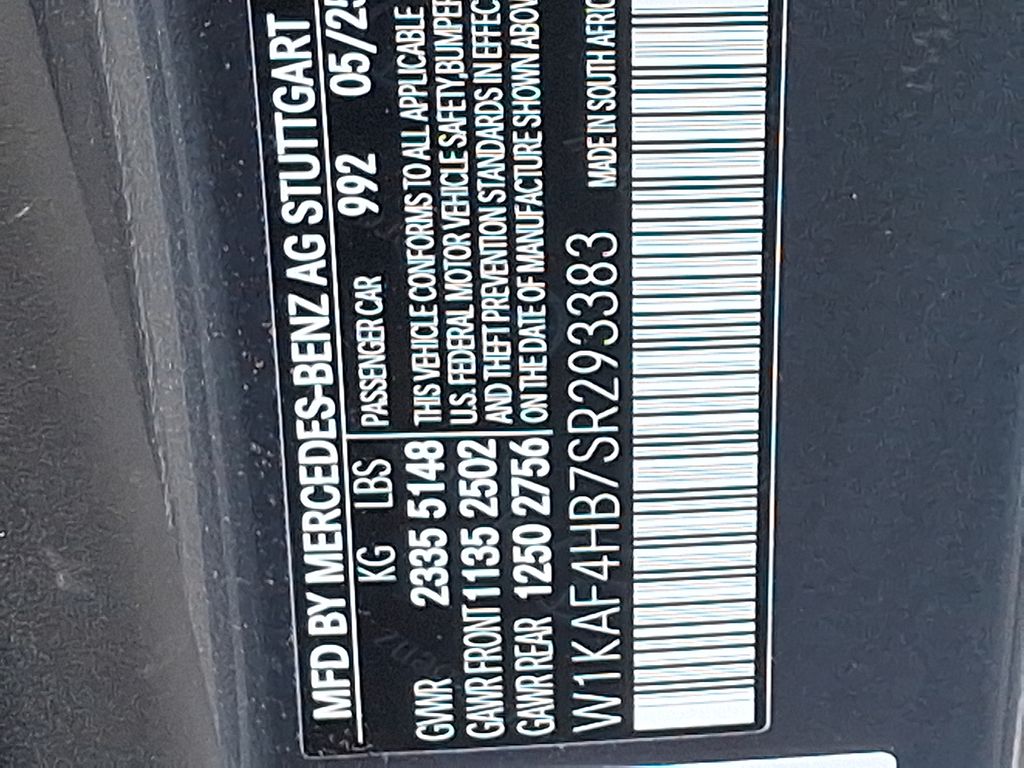 MFD BY MERCEDES-BENZ AG STUTTGART
KG LBS PASSENGER CAR 992 05/25
GVWR 2335 5148
GAWR FRONT 1135 2502
GAWR REAR 1250 2756
THIS VEHICLE CONFORMS TO ALL APPLICABLE
U.S. FEDERAL MOTOR VEHICLE SAFETY,BUMPER
AND THEFT PREVENTION STANDARDS IN EFFEC
ON THE DATE OF MANUFACTURE SHOWN ABOV
W1KAF4HB7SR293383 MADE IN SOUTH AFRIC